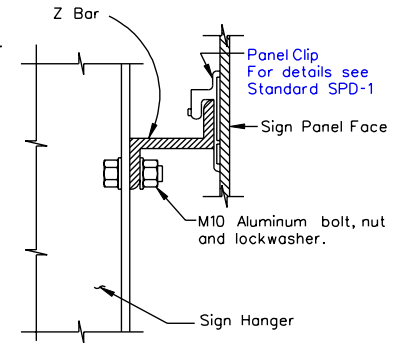 Z Bar
Panel Clip
For details see
Standard SPD-1
Sign Panel Face
M10 Aluminum bolt, nut
and lockwasher.
Sign Hanger